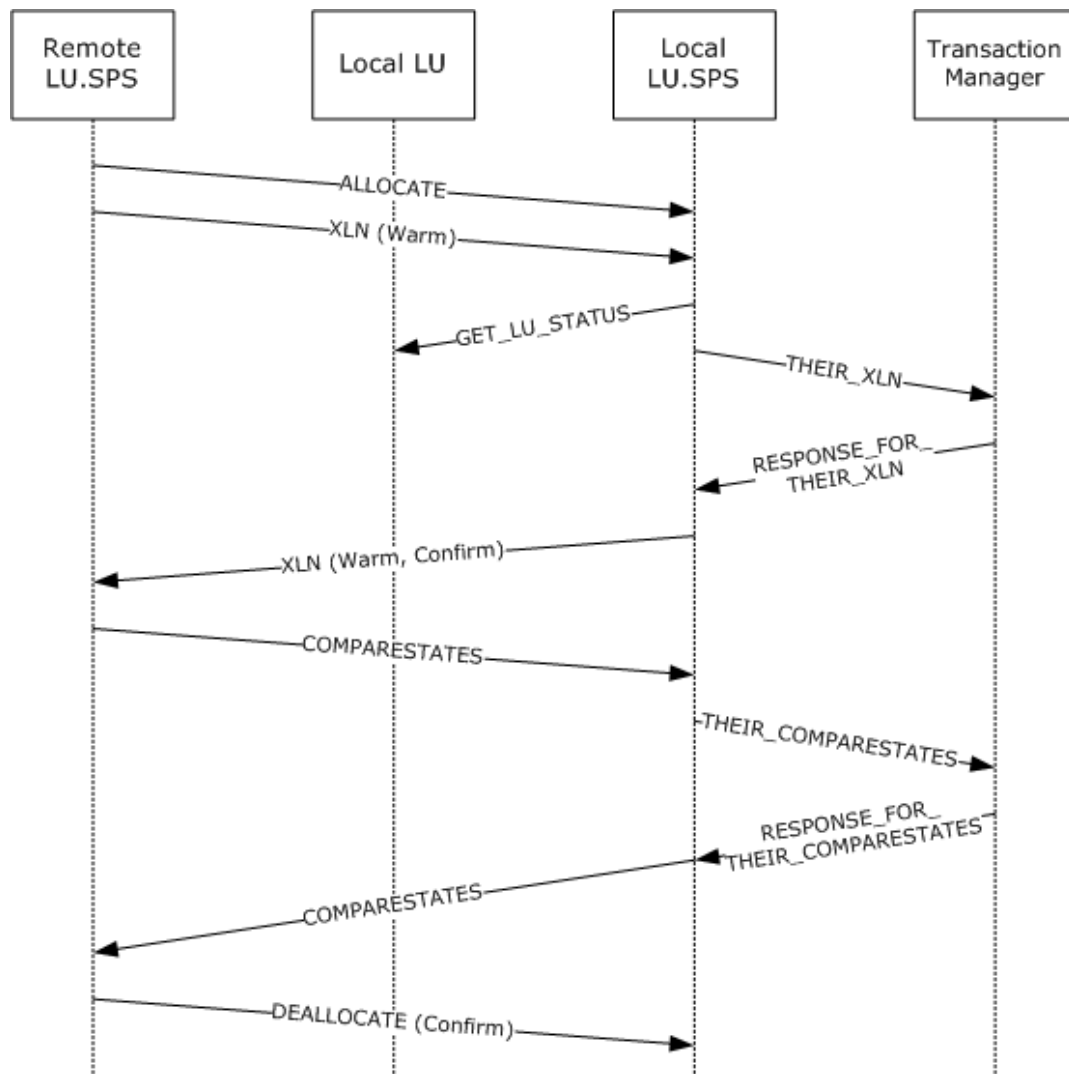 Remote
LU.SPS
Local LU
Local
LU.SPS
Transaction
Manager
ALLOCATE
XLN (Warm)
GET_LU_STATUS
THEIR_XLN
RESPONSE_FOR_
THEIR_XLN
XLN (Warm, Confirm)
COMPARESTATES
THEIR_COMPARESTATES
RESPONSE_FOR_
THEIR_COMPARESTATES
COMPARESTATES
DEALLOCATE (Confirm)